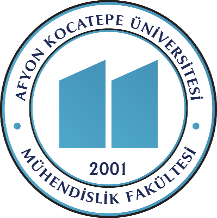 AFYON KOCATEPE ÜNİVERSİTESİ
2001
MÜHENDİSLİK FAKÜLTESİ